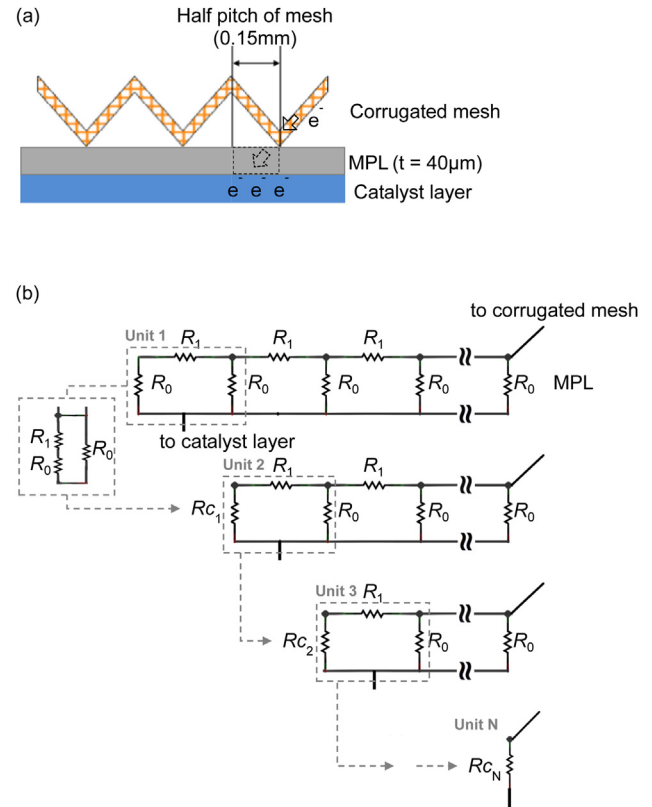 (a)
Half pitch of mesh
(0.15mm)
e-
Corrugated mesh
MPL (t = 40μm)
e- e- e-
Catalyst layer
(b)
to corrugated mesh
Unit 1
R1 R1 R1
R0 R0 R0 R0 R0 MPL
R1
R0 R0
to catalyst layer
Unit 2
R1 R1
Rc1 R0 R0 R0
Unit 3
R1
Rc2 R0 R0
Unit N
RcN